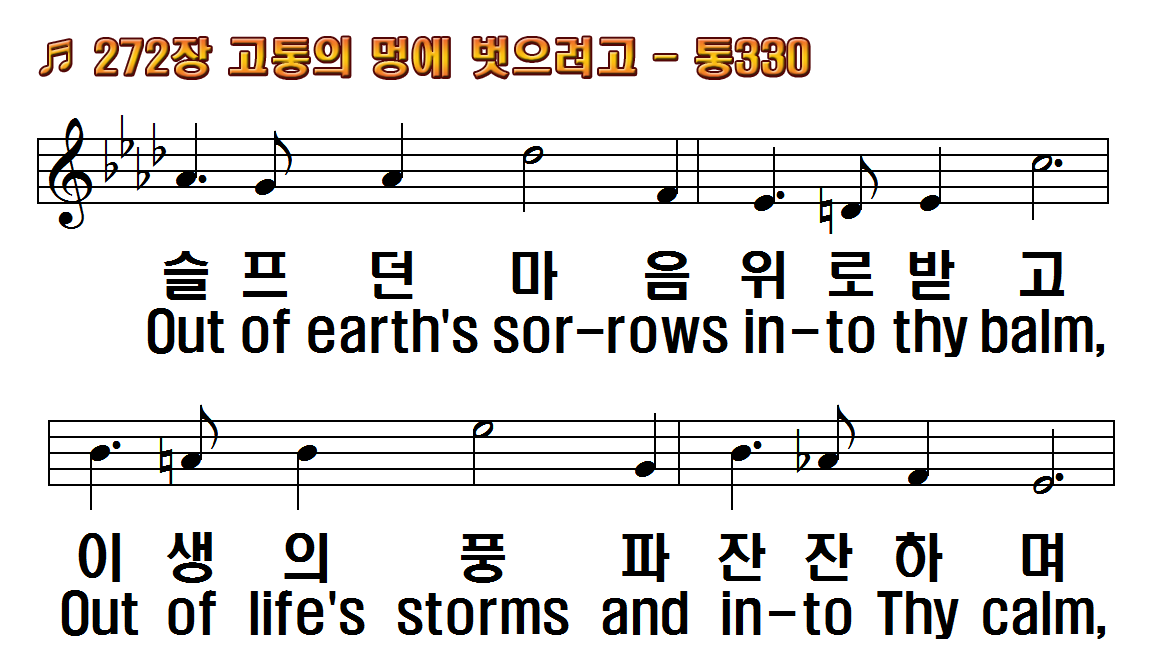 ♬ 272장 고통의 멍에 벗으려고 - 통330
슬 프 던 마 음 위 로 받 고
Out of earth's sor-rows in-to thy balm,
이 생 의 풍 파 잔 잔 하 며
Out of life's storms and in-to Thy calm,